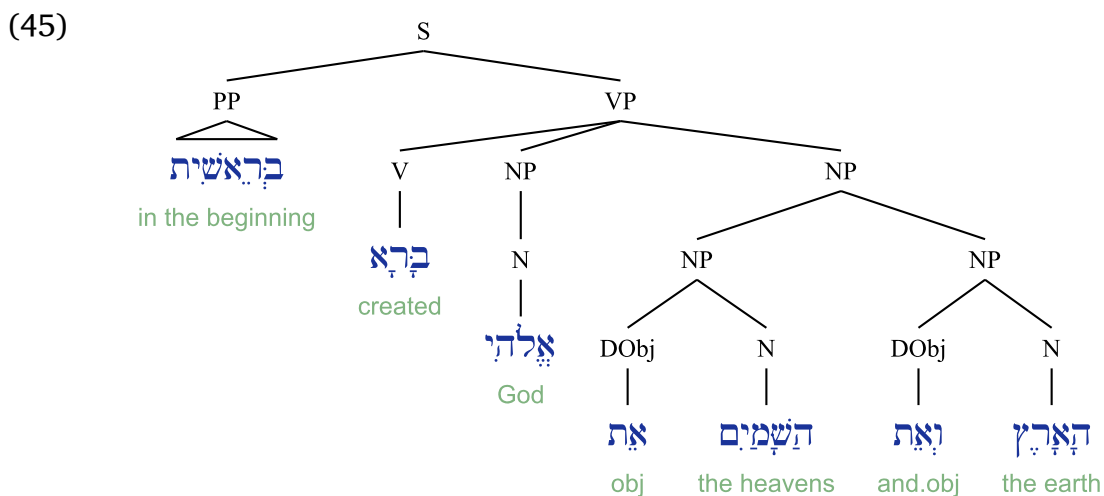 (45)
S
PP VP
בְּרֵאשִׁית V NP NP
in the beginning
בָּרָא N NP NP
created
אֱלֹהִי DObj N DObj N
God
אֵת הַשָּׁמַיִם וְאֵת הָאָרֶץ
obj the heavens and.obj the earth